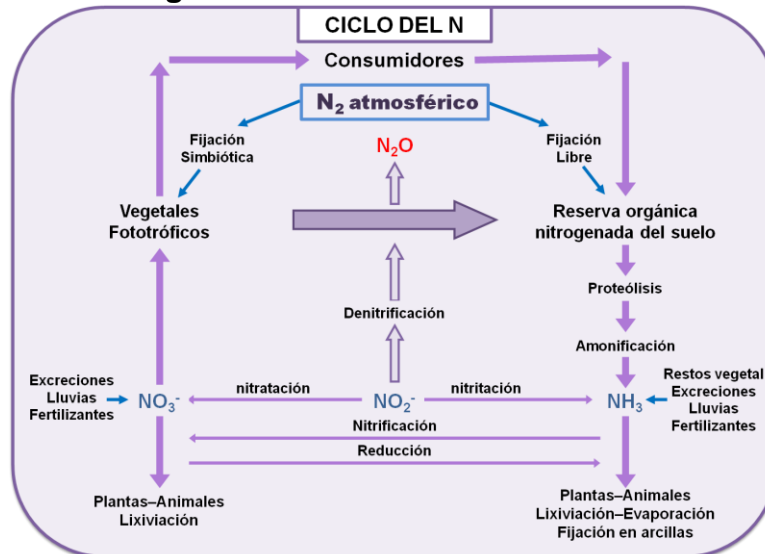 CICLO DEL N
Consumidores
N₂ atmosférico
Fijación
Simbiótica
N₂O
Fijación
Libre
Vegetales
Fototróficos
Reserva orgánica
nitrogenada del suelo
Proteólisis
Denitrificación
Amonificación
Excreciones
Lluvias
Fertilizantes
NO₃⁻
nitratación
NO₂⁻
nitritación
NH₃
Restos vegetal
Excreciones
Lluvias
Fertilizantes
Nitrificación
Reducción
Plantas–Animales
Lixiviación
Plantas–Animales
Lixiviación–Evaporación
Fijación en arcillas